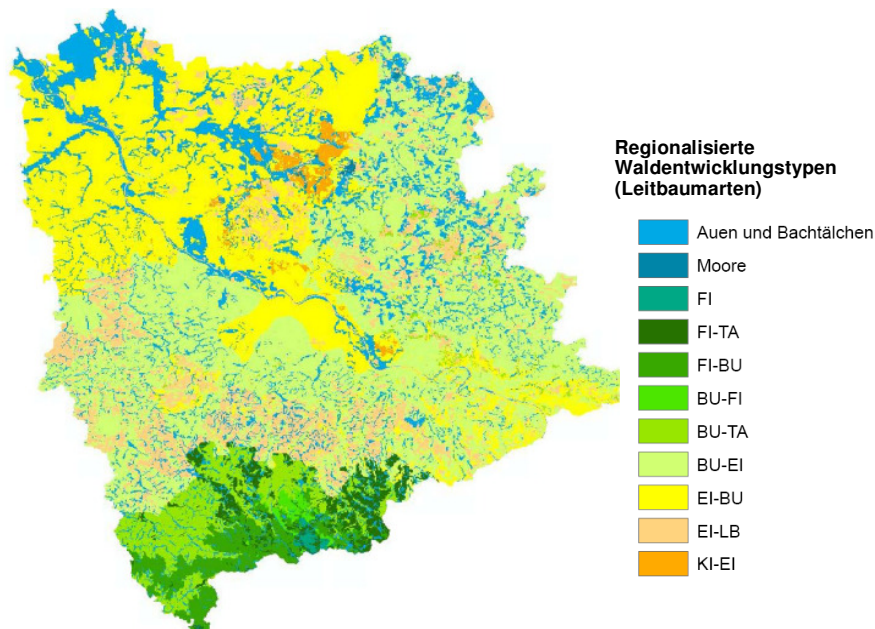 Regionalisierte
Waldentwicklungstypen
(Leitbaumarten)
Auen und Bachtälchen
Moore
FI
FI-TA
FI-BU
BU-FI
BU-TA
BU-EI
EI-BU
EI-LB
KI-EI